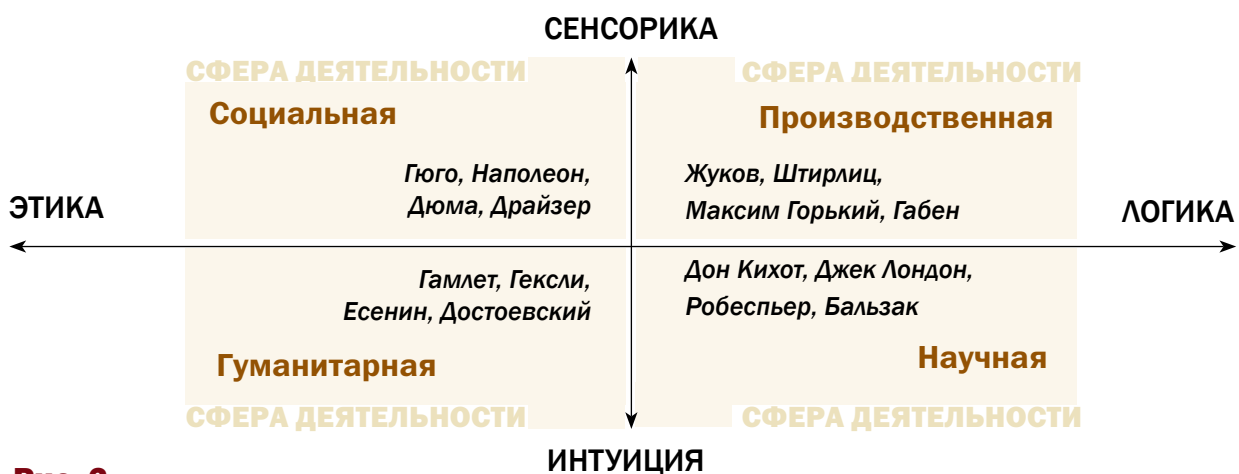 СЕНСОРИКА
СФЕРА ДЕЯТЕЛЬНОСТИ
Социальная
Гюго, Наполеон,
Дюма, Драйзер
СФЕРА ДЕЯТЕЛЬНОСТИ
Производственная
Жуков, Штирлиц,
Максим Горький, Габен
ЭТИКА
ЛОГИКА
Гамлет, Гексли,
Есенин, Достоевский
Гуманитарная
СФЕРА ДЕЯТЕЛЬНОСТИ
Дон Кихот, Джек Лондон,
Робеспьер, Бальзак
Научная
СФЕРА ДЕЯТЕЛЬНОСТИ
ИНТУИЦИЯ